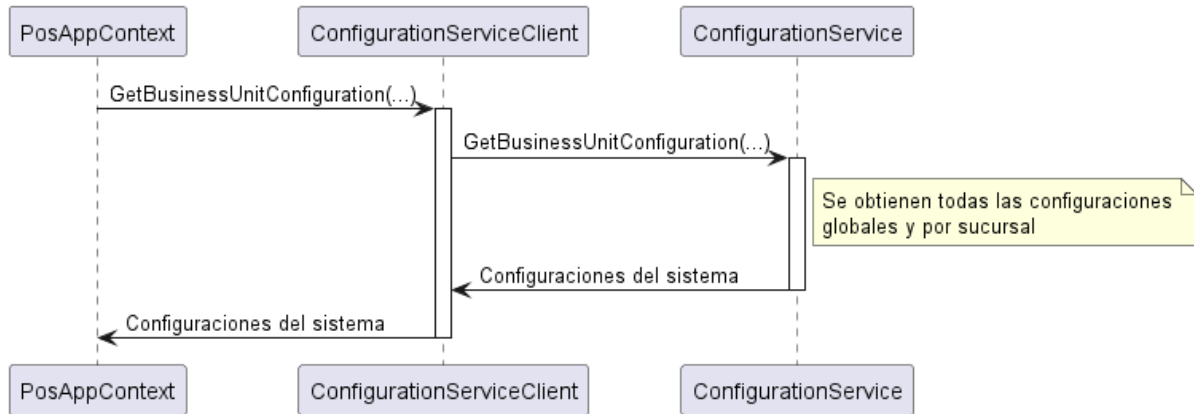 PosAppContext
ConfigurationServiceClient
ConfigurationService
GetBusinessUnitConfiguration(...)
GetBusinessUnitConfiguration(...)
Se obtienen todas las configuraciones
globales y por sucursal
Configuraciones del sistema
Configuraciones del sistema
PosAppContext
ConfigurationServiceClient
ConfigurationService